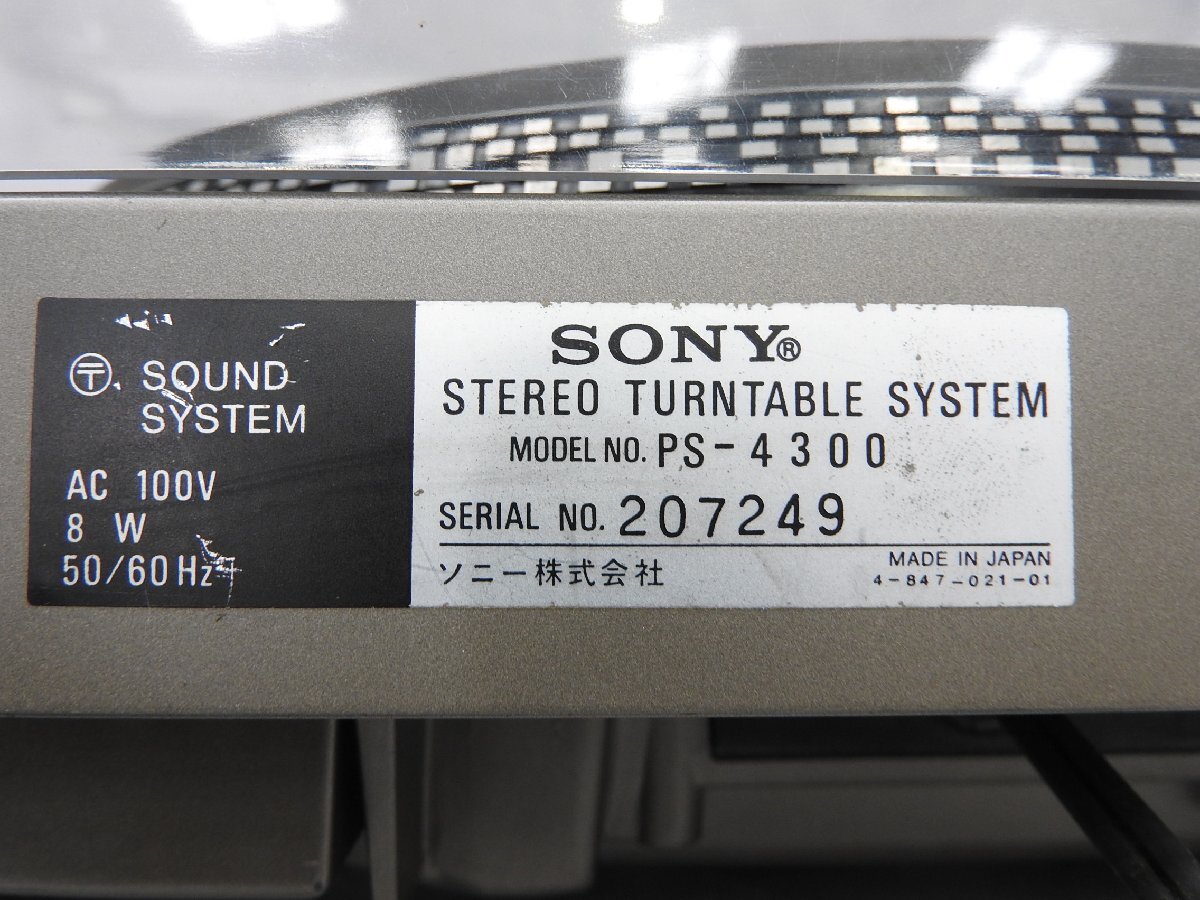 〒 SOUND
SYSTEM
AC 100V
8 W
50/60 Hz
SONY®
STEREO TURNTABLE SYSTEM
MODEL NO. PS-4300
SERIAL NO. 207249
ソニー株式会社
MADE IN JAPAN
4-847-021-01